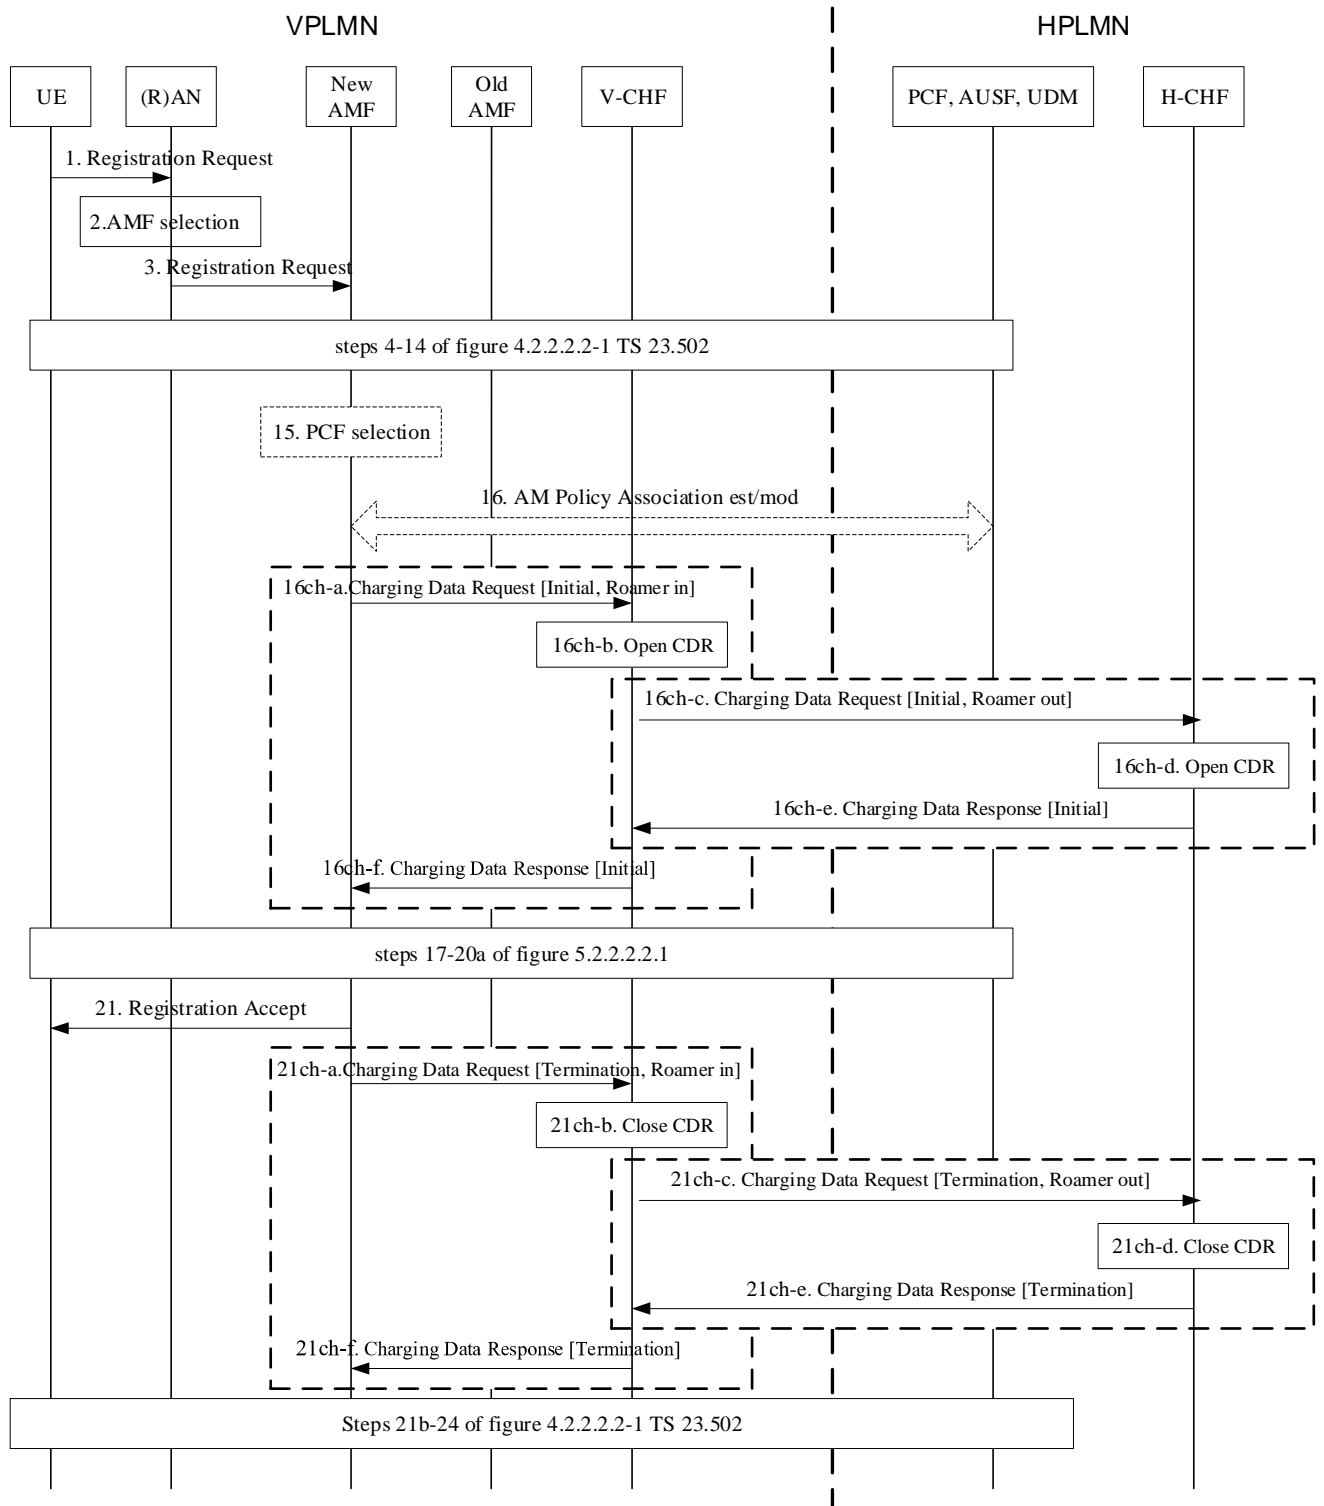 VPLMN
HPLMN
UE
(R)AN
New
AMF
Old
AMF
V-CHF
PCF, AUSF, UDM
H-CHF
1. Registration Request
2.AMF selection
3. Registration Request
steps 4-14 of figure 4.2.2.2.2-1 TS 23.502
15. PCF selection
16. AM Policy Association est/mod
16ch-a.Charging Data Request [Initial, Roamer in]
16ch-b. Open CDR
16ch-c. Charging Data Request [Initial, Roamer out]
16ch-d. Open CDR
16ch-e. Charging Data Response [Initial]
16ch-f. Charging Data Response [Initial]
steps 17-20a of figure 5.2.2.2.2.1
21. Registration Accept
21ch-a.Charging Data Request [Termination, Roamer in]
21ch-b. Close CDR
21ch-c. Charging Data Request [Termination, Roamer out]
21ch-d. Close CDR
21ch-e. Charging Data Response [Termination]
21ch-f. Charging Data Response [Termination]
Steps 21b-24 of figure 4.2.2.2.2-1 TS 23.502